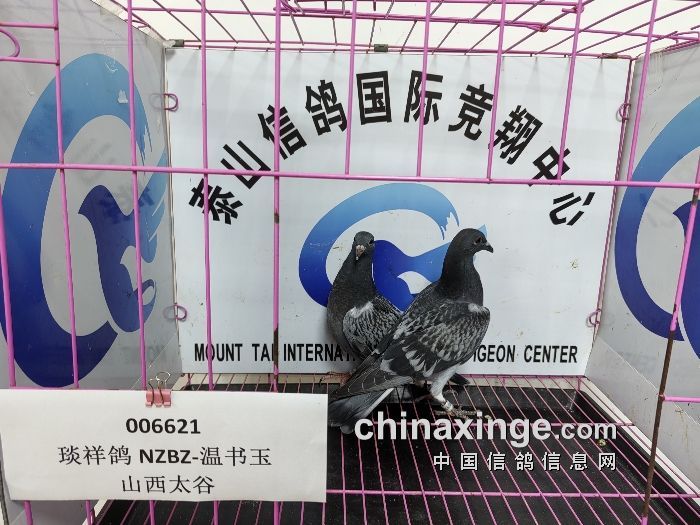 泰山信鸽国际竞翔中心
MOUNT TAI INTERNAT IGEON CENTER
006621
琰祥鸽 NZBZ-温书玉
山西太谷
chinaxinge.com
中国信鸽信息网